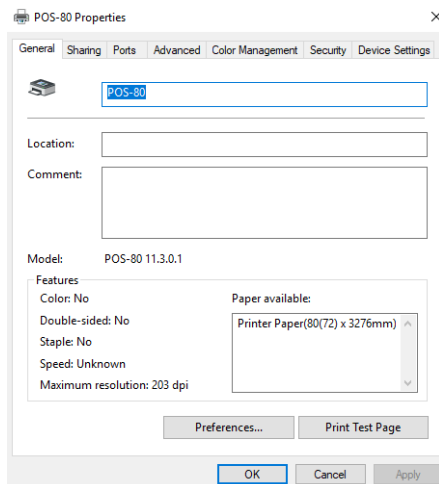 POS-80 Properties
General Sharing Ports Advanced Color Management Security Device Settings
POS-80
Location:
Comment:
Model: POS-80 11.3.0.1
Features
Color: No
Paper available:
Double-sided: No
Printer Paper(80(72) x 3276mm)
Staple: No
Speed: Unknown
Maximum resolution: 203 dpi
Preferences... Print Test Page
OK Cancel Apply